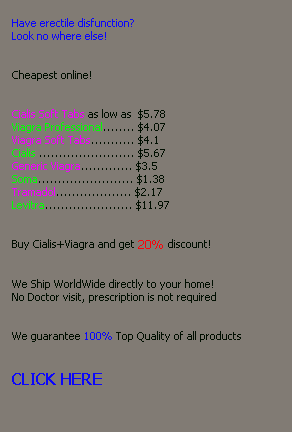 Have erectile disfunction?
Look no where else!
Cheapest online!
Cialis Soft Tabs as low as $5.78
Viagra Professional........ $4.07
Viagra Soft Tabs........... $4.1
Cialis ........................ $5.67
Generic Viagra............. $3.5
Soma....................... $1.38
Tramadol.................. $2.17
Levitra...................... $11.97
Buy Cialis+Viagra and get 20% discount!
We Ship WorldWide directly to your home!
No Doctor visit, prescription is not required
We guarantee 100% Top Quality of all products
CLICK HERE